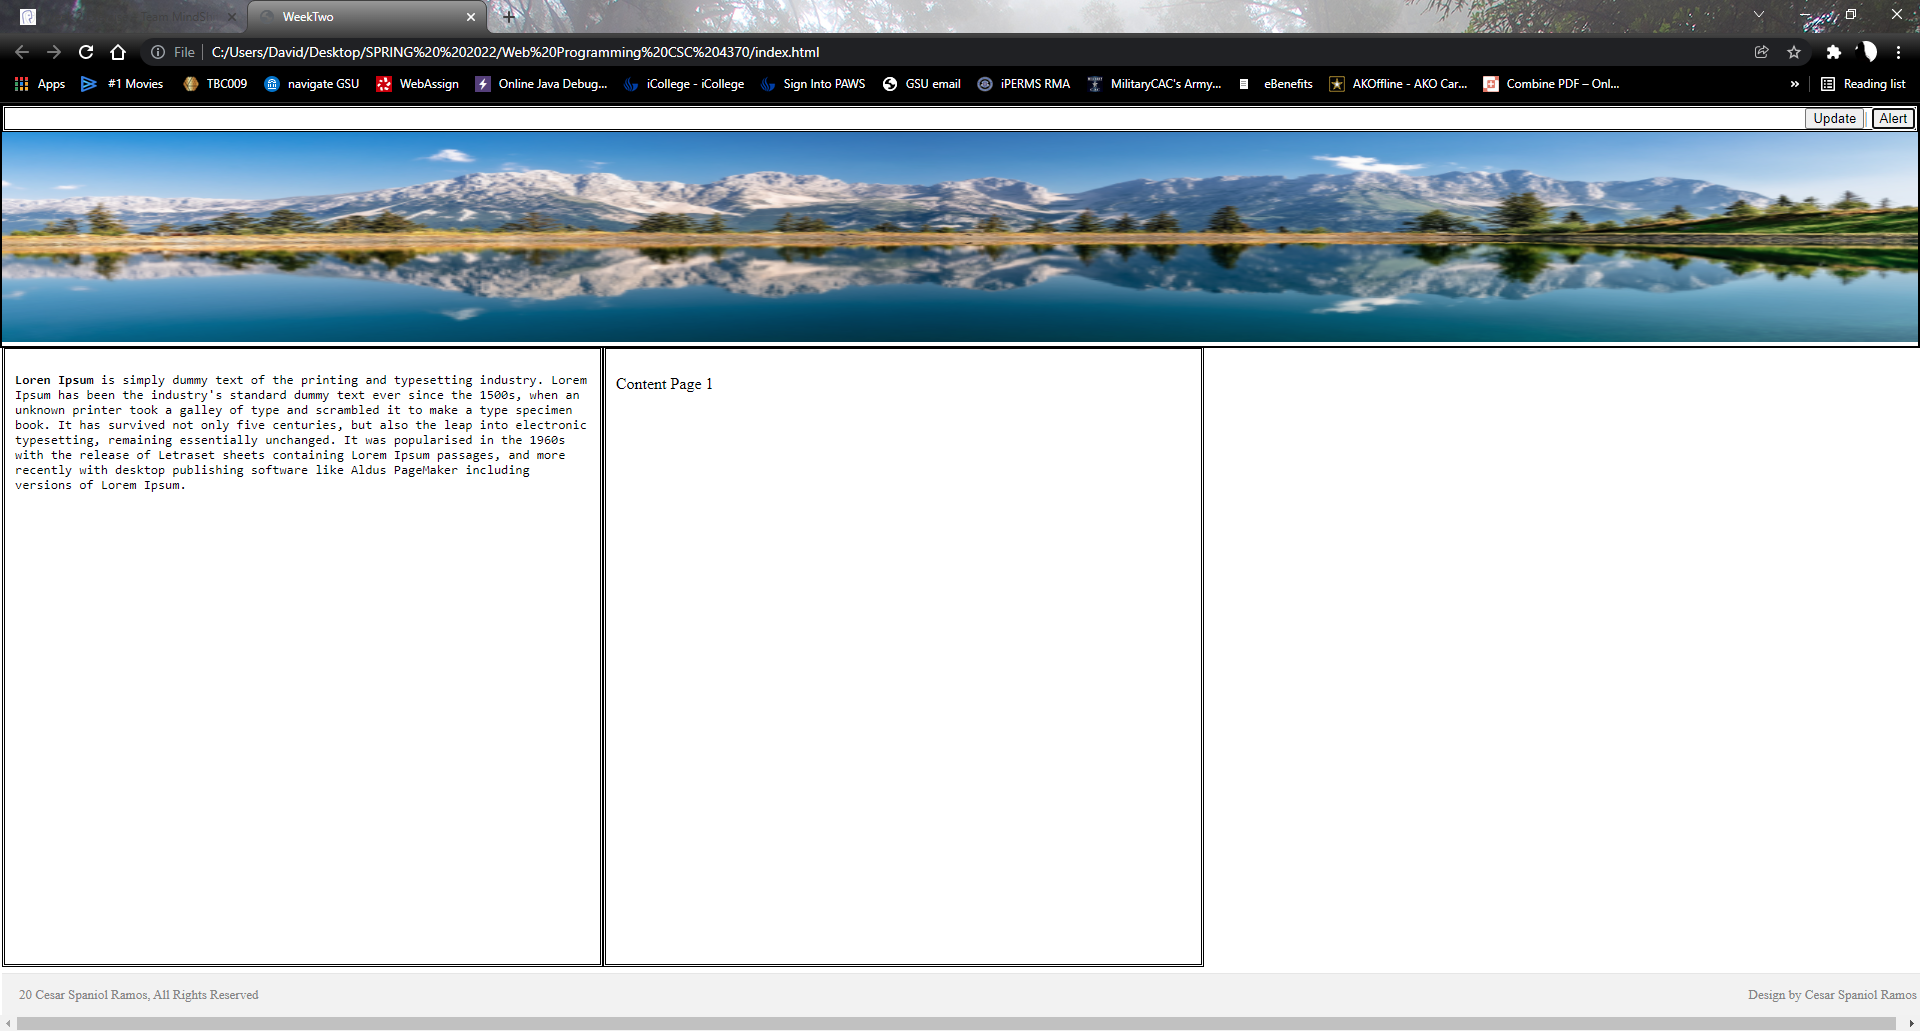 Team MindSh
WeekTwo
File
C:/Users/David/Desktop/SPRING%20%202022/Web%20Programming%20CSC%204370/index.html
Apps
#1 Movies
TBC009
navigate GSU
WebAssign
Online Java Debug...
iCollege - iCollege
Sign Into PAWS
GSU email
iPERMS RMA
MilitaryCAC's Army...
eBenefits
AKOffline - AKO Car...
Combine PDF – Onl...
»
Reading list
Update | Alert
Loren Ipsum is simply dummy text of the printing and typesetting industry. Lorem
Ipsum has been the industry's standard dummy text ever since the 1500s, when an
unknown printer took a galley of type and scrambled it to make a type specimen
book. It has survived not only five centuries, but also the leap into electronic
typesetting, remaining essentially unchanged. It was popularised in the 1960s
with the release of Letraset sheets containing Lorem Ipsum passages, and more
recently with desktop publishing software like Aldus PageMaker including
versions of Lorem Ipsum.
Content Page 1
20 Cesar Spaniol Ramos, All Rights Reserved
Design by Cesar Spaniol Ramos